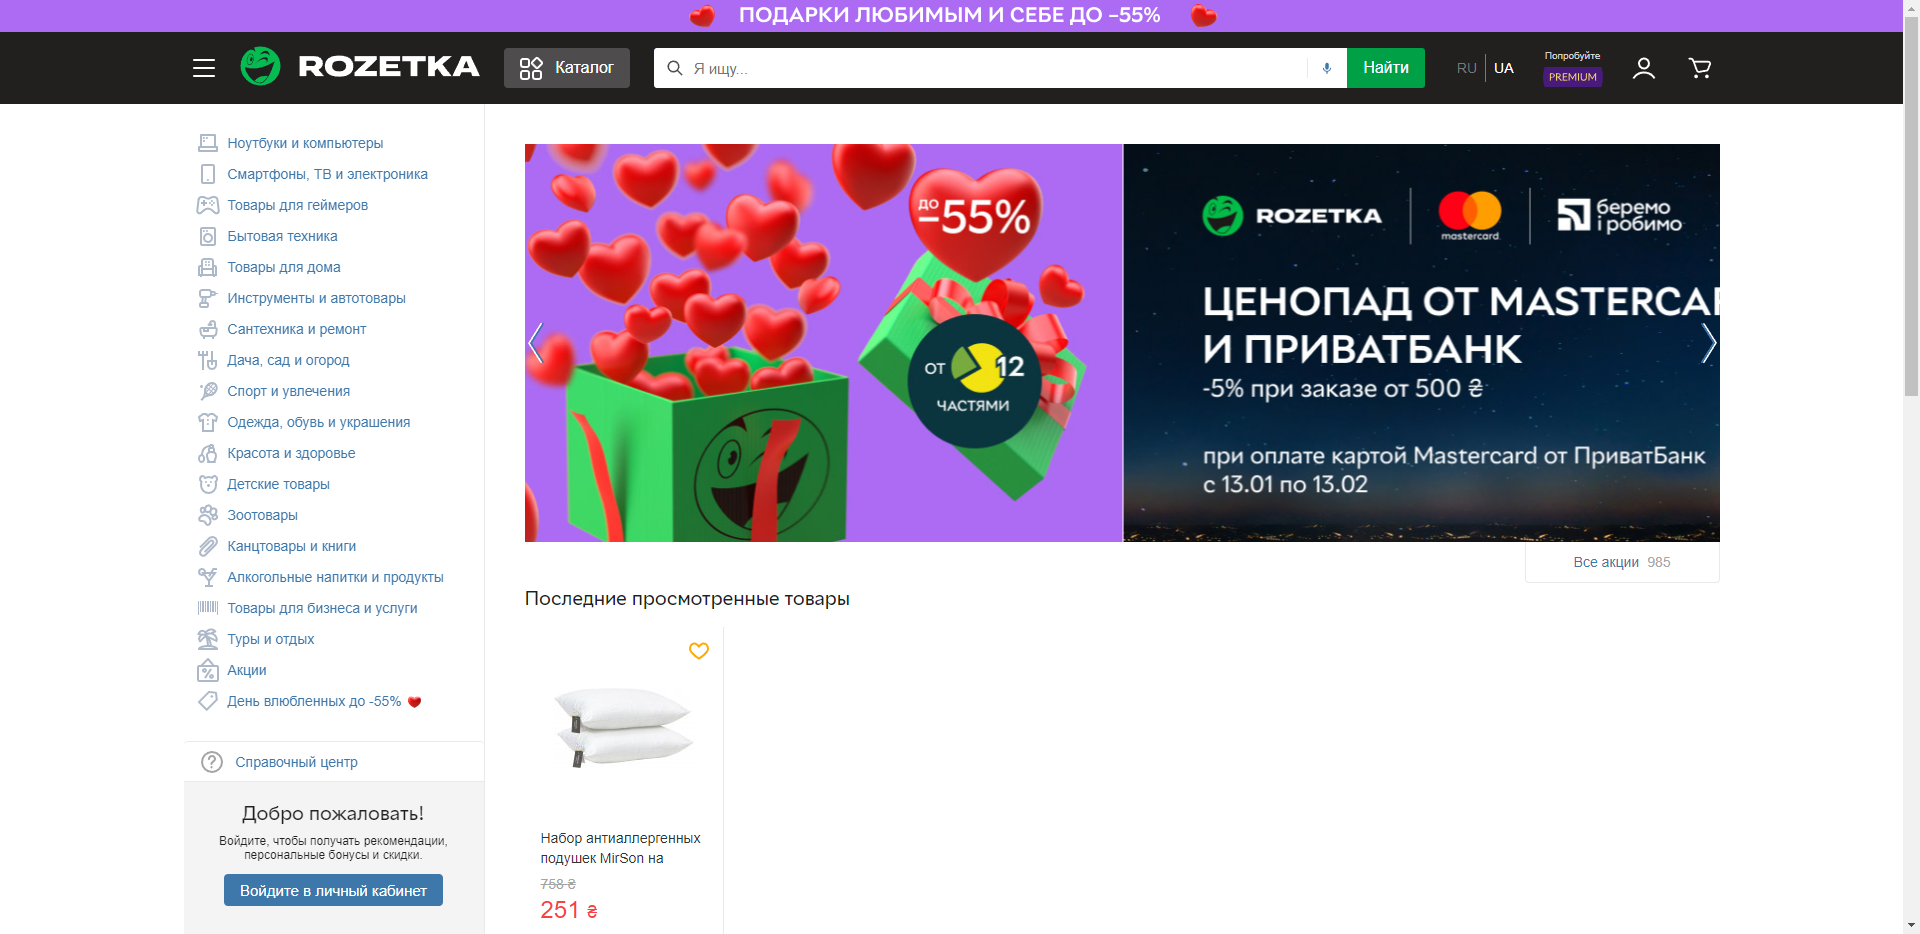 ПОДАРКИ ЛЮБИМЫМ И СЕБЕ ДО –55%
ROZETKA
Каталог
Я ищу...
Найти
RU
UA
Попробуйте
PREMIUM
Ноутбуки и компьютеры
Смартфоны, ТВ и электроника
Товары для геймеров
Бытовая техника
Товары для дома
Инструменты и автотовары
Сантехника и ремонт
Дача, сад и огород
Спорт и увлечения
Одежда, обувь и украшения
Красота и здоровье
Детские товары
Зоотовары
Канцтовары и книги
Алкогольные напитки и продукты
Товары для бизнеса и услуги
Туры и отдых
Акции
День влюбленных до -55%
Справочный центр
Добро пожаловать!
Войдите, чтобы получать рекомендации,
персональные бонусы и скидки.
Войдите в личный кабинет
ДО
–55%
ОТ 12
ЧАСТЯМИ
ROZETKA
mastercard
беремо
і робимо
ЦЕНОПАД ОТ MASTERCAR
И ПРИВАТБАНК
-5% при заказе от 500 ₴
при оплате картой Mastercard от ПриватБанк
с 13.01 по 13.02
Все акции 985
Последние просмотренные товары
Набор антиаллергенных
подушек MirSon на
758 ₴
251 ₴